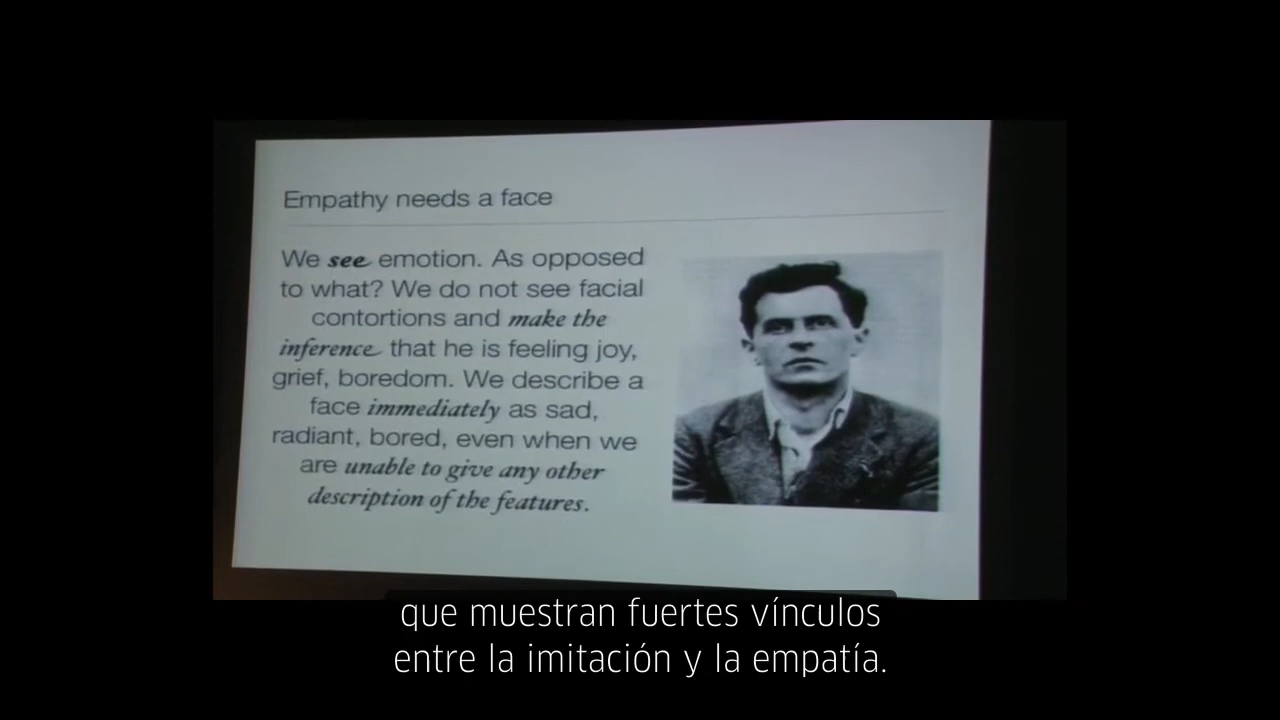 Empathy needs a face
We see emotion. As opposed
to what? We do not see facial
contortions and make the
inference that he is feeling joy,
grief, boredom. We describe a
face immediately as sad,
radiant, bored, even when we
are unable to give any other
description of the features.
que muestran fuertes vínculos
entre la imitación y la empatía.